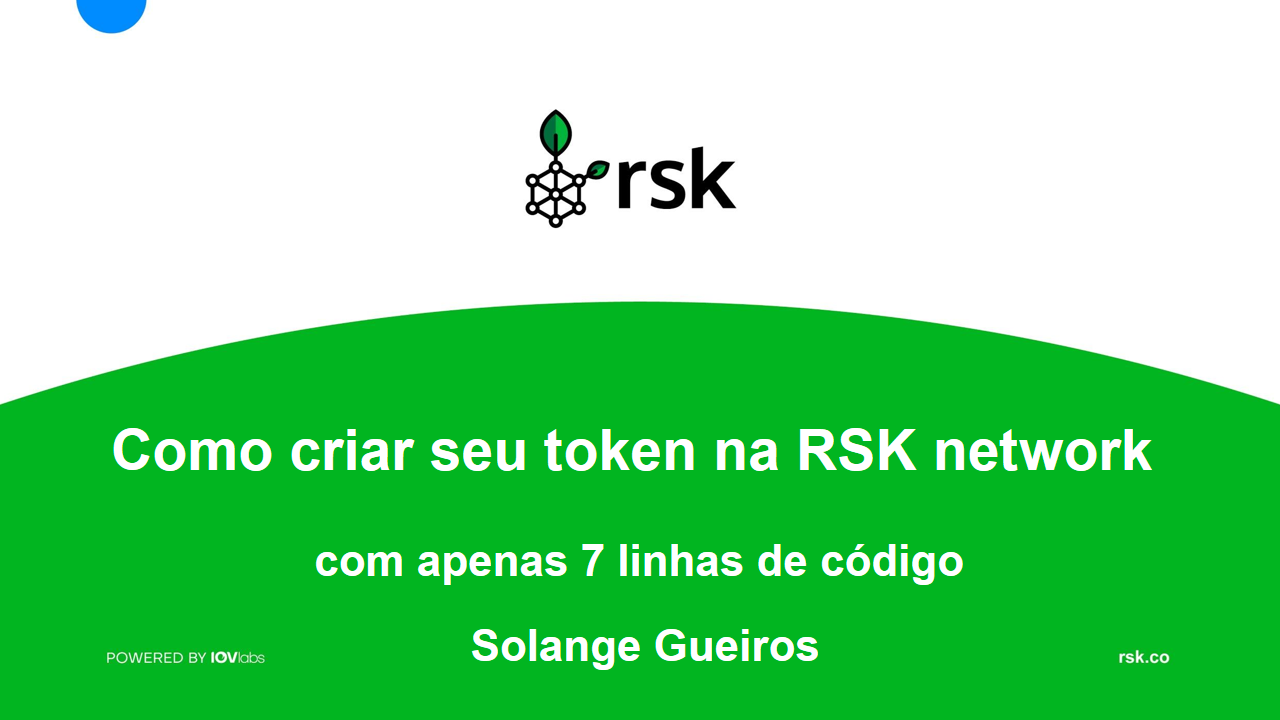 rsk
Como criar seu token na RSK network
com apenas 7 linhas de código
Solange Gueiros
POWERED BY IOVlabs
rsk.co